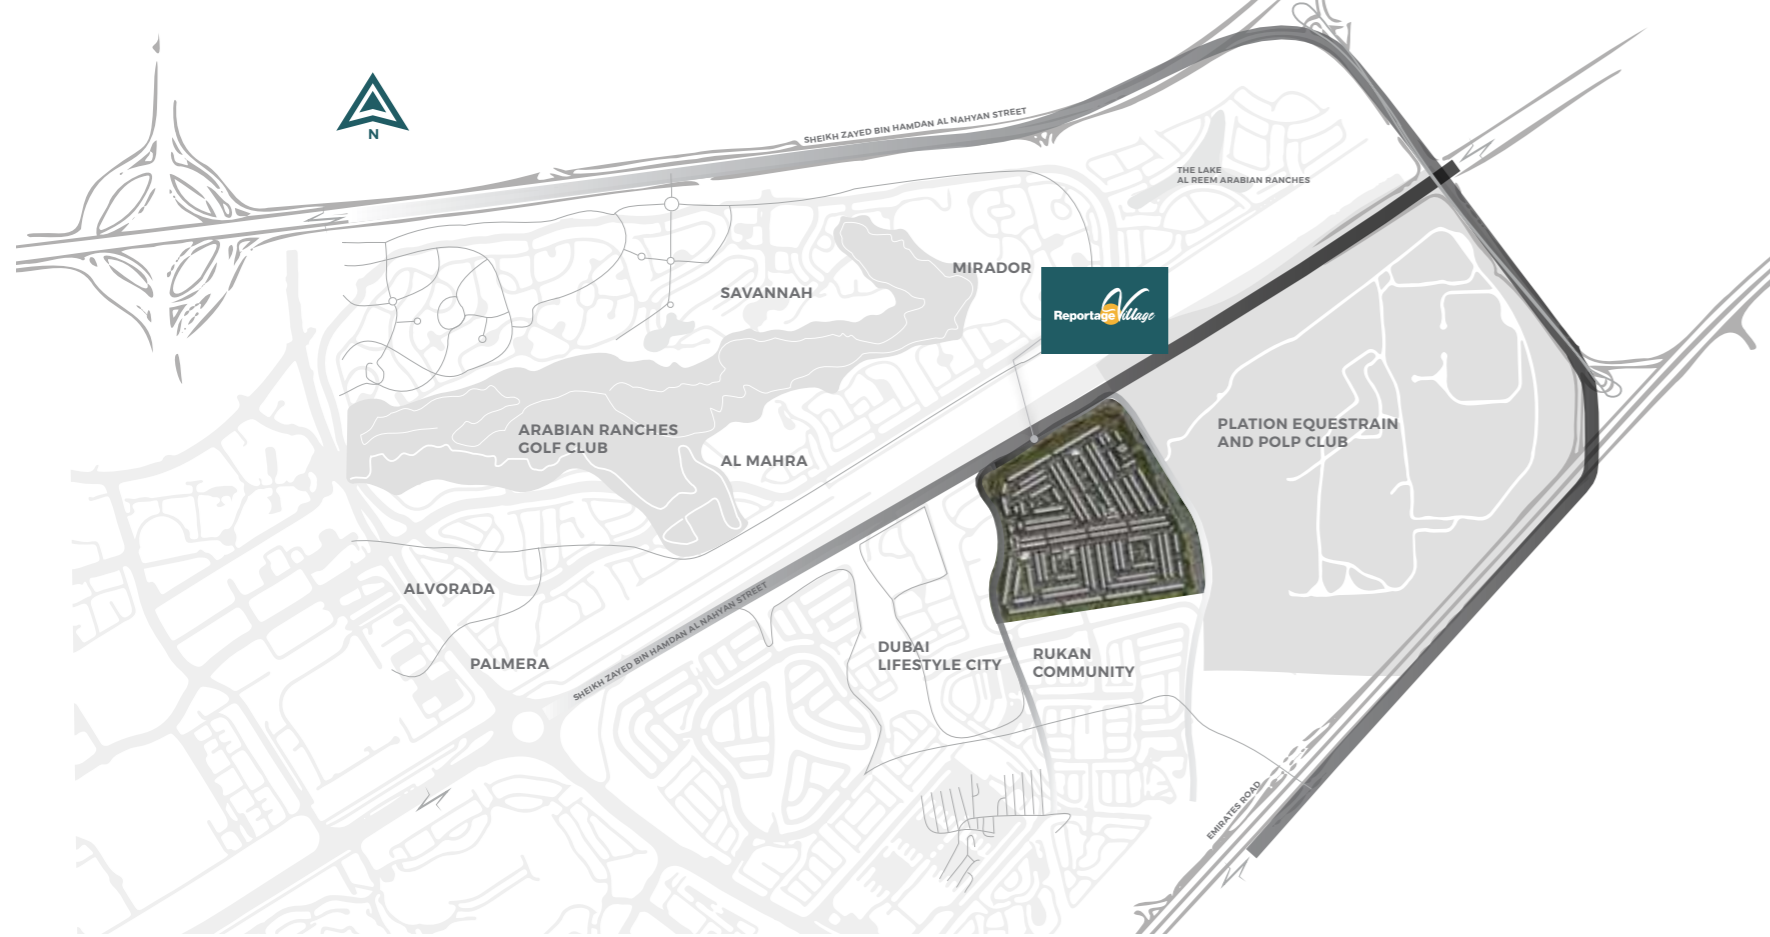 N
SHEIKH ZAYED BIN HAMDAN AL NAHYAN STREET
THE LAKE
AL REEM ARABIAN RANCHES
MIRADOR
SAVANNAH
Reportage Village
ARABIAN RANCHES
GOLF CLUB
PLATION EQUESTRAIN
AND POLP CLUB
AL MAHRA
ALVORADA
SHEIKH ZAYED BIN HAMDAN AL NAHYAN STREET
PALMERA
DUBAI
LIFESTYLE CITY
RUKAN
COMMUNITY
EMIRATES ROAD